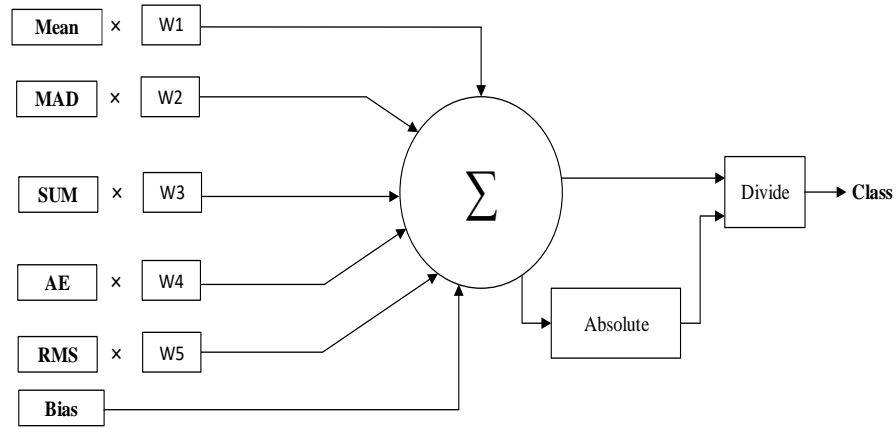 Mean × W1
MAD × W2
SUM × W3
∑
Divide
Class
AE × W4
Absolute
RMS × W5
Bias